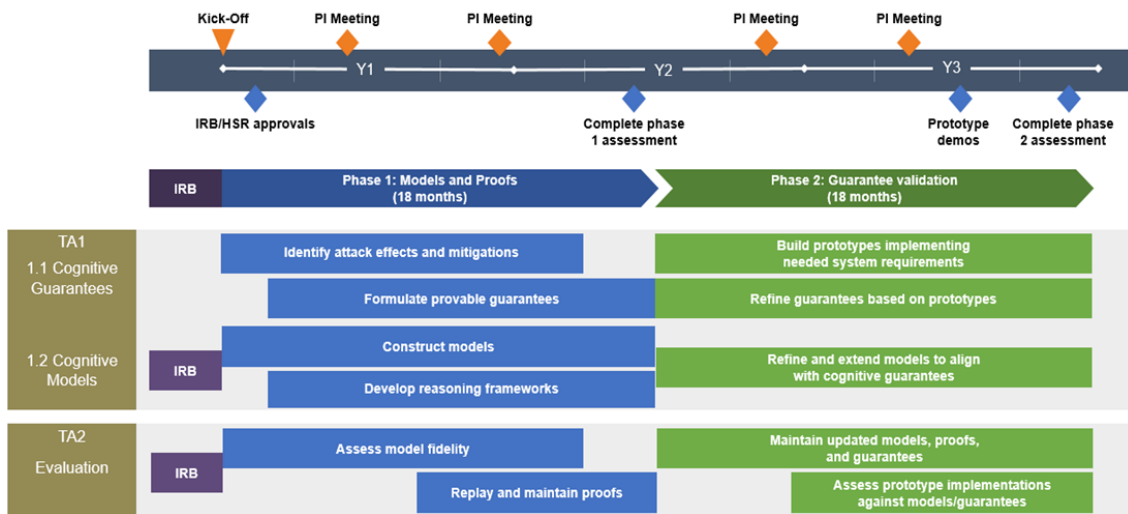 Kick-Off
PI Meeting
PI Meeting
PI Meeting
PI Meeting
Y1
Y2
Y3
IRB/HSR approvals
Complete phase
1 assessment
Prototype
demos
Complete phase
2 assessment
IRB
Phase 1: Models and Proofs
(18 months)
Phase 2: Guarantee validation
(18 months)
TA1
1.1 Cognitive
Guarantees
Identify attack effects and mitigations
Build prototypes implementing
needed system requirements
Formulate provable guarantees
Refine guarantees based on prototypes
1.2 Cognitive
Models
IRB
Construct models
Develop reasoning frameworks
Refine and extend models to align
with cognitive guarantees
TA2
Evaluation
IRB
Assess model fidelity
Maintain updated models, proofs,
and guarantees
Replay and maintain proofs
Assess prototype implementations
against models/guarantees